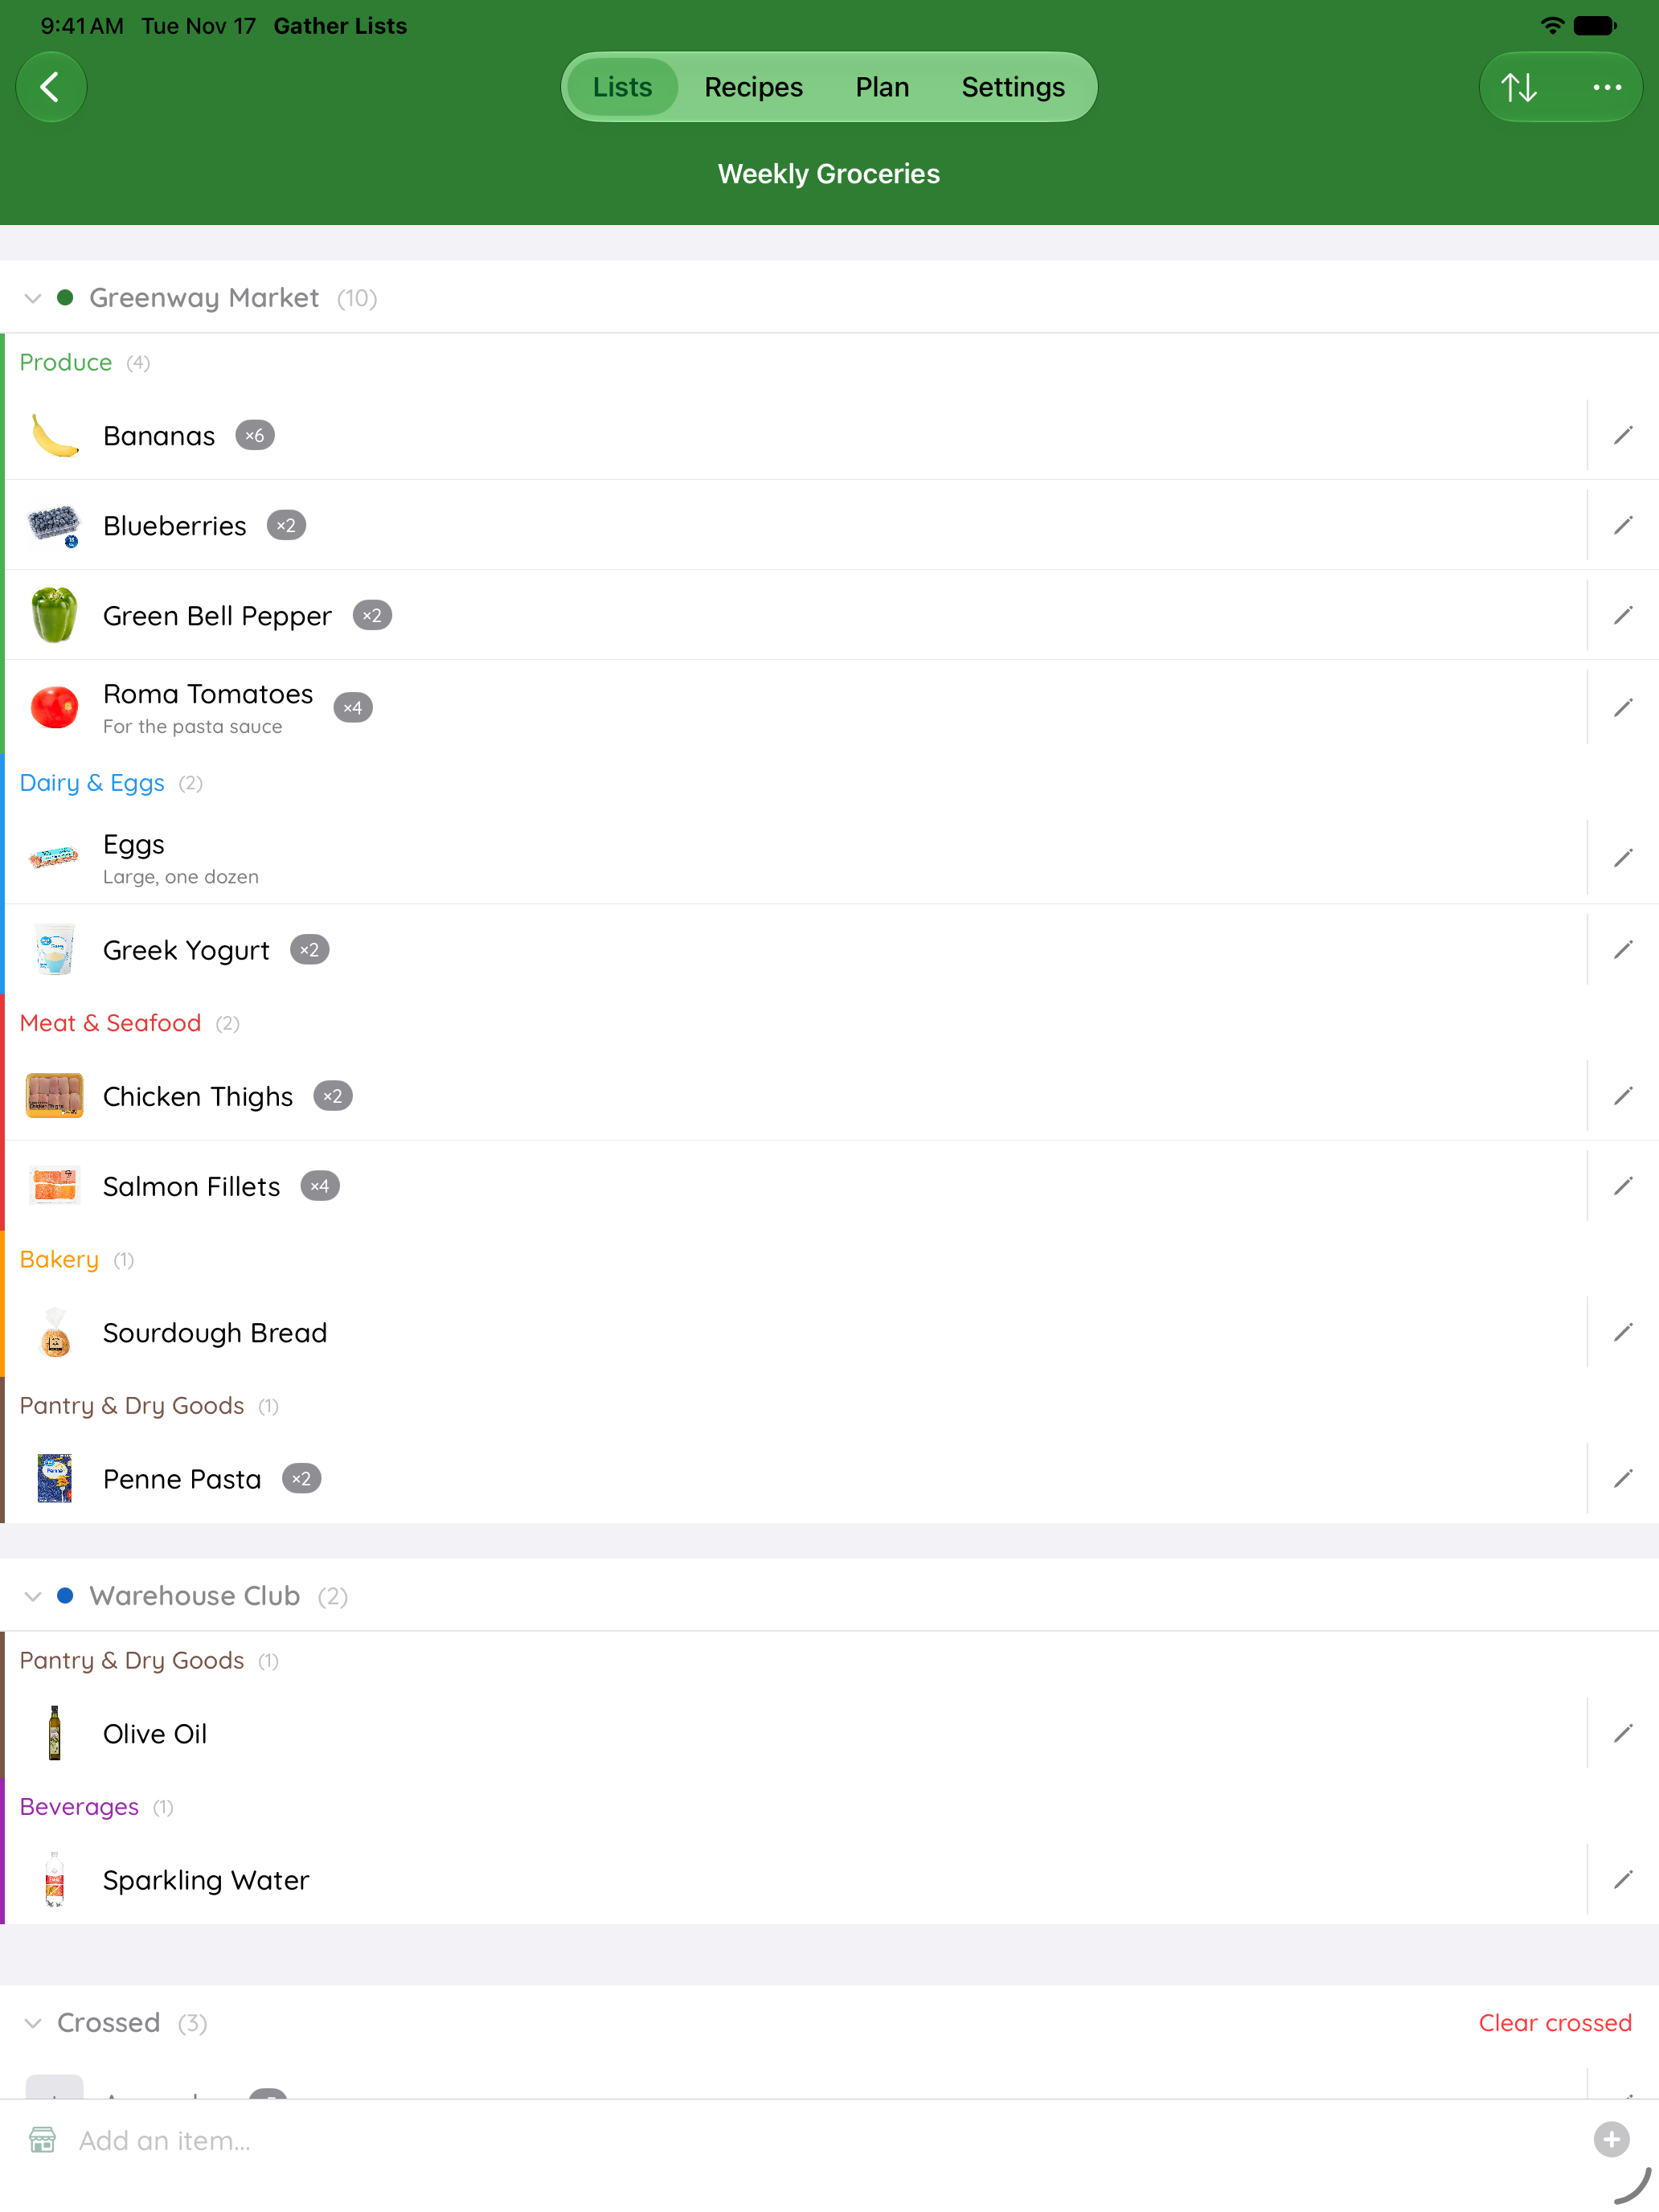 9:41 AM Tue Nov 17 Gather Lists
Lists Recipes Plan Settings
Weekly Groceries
Greenway Market (10)
Produce (4)
Bananas ×6
Blueberries ×2
Green Bell Pepper ×2
Roma Tomatoes ×4
For the pasta sauce
Dairy & Eggs (2)
Eggs
Large, one dozen
Greek Yogurt ×2
Meat & Seafood (2)
Chicken Thighs ×2
Salmon Fillets ×4
Bakery (1)
Sourdough Bread
Pantry & Dry Goods (1)
Penne Pasta ×2
Warehouse Club (2)
Pantry & Dry Goods (1)
Olive Oil
Beverages (1)
Sparkling Water
Crossed (3) Clear crossed
Add an item...